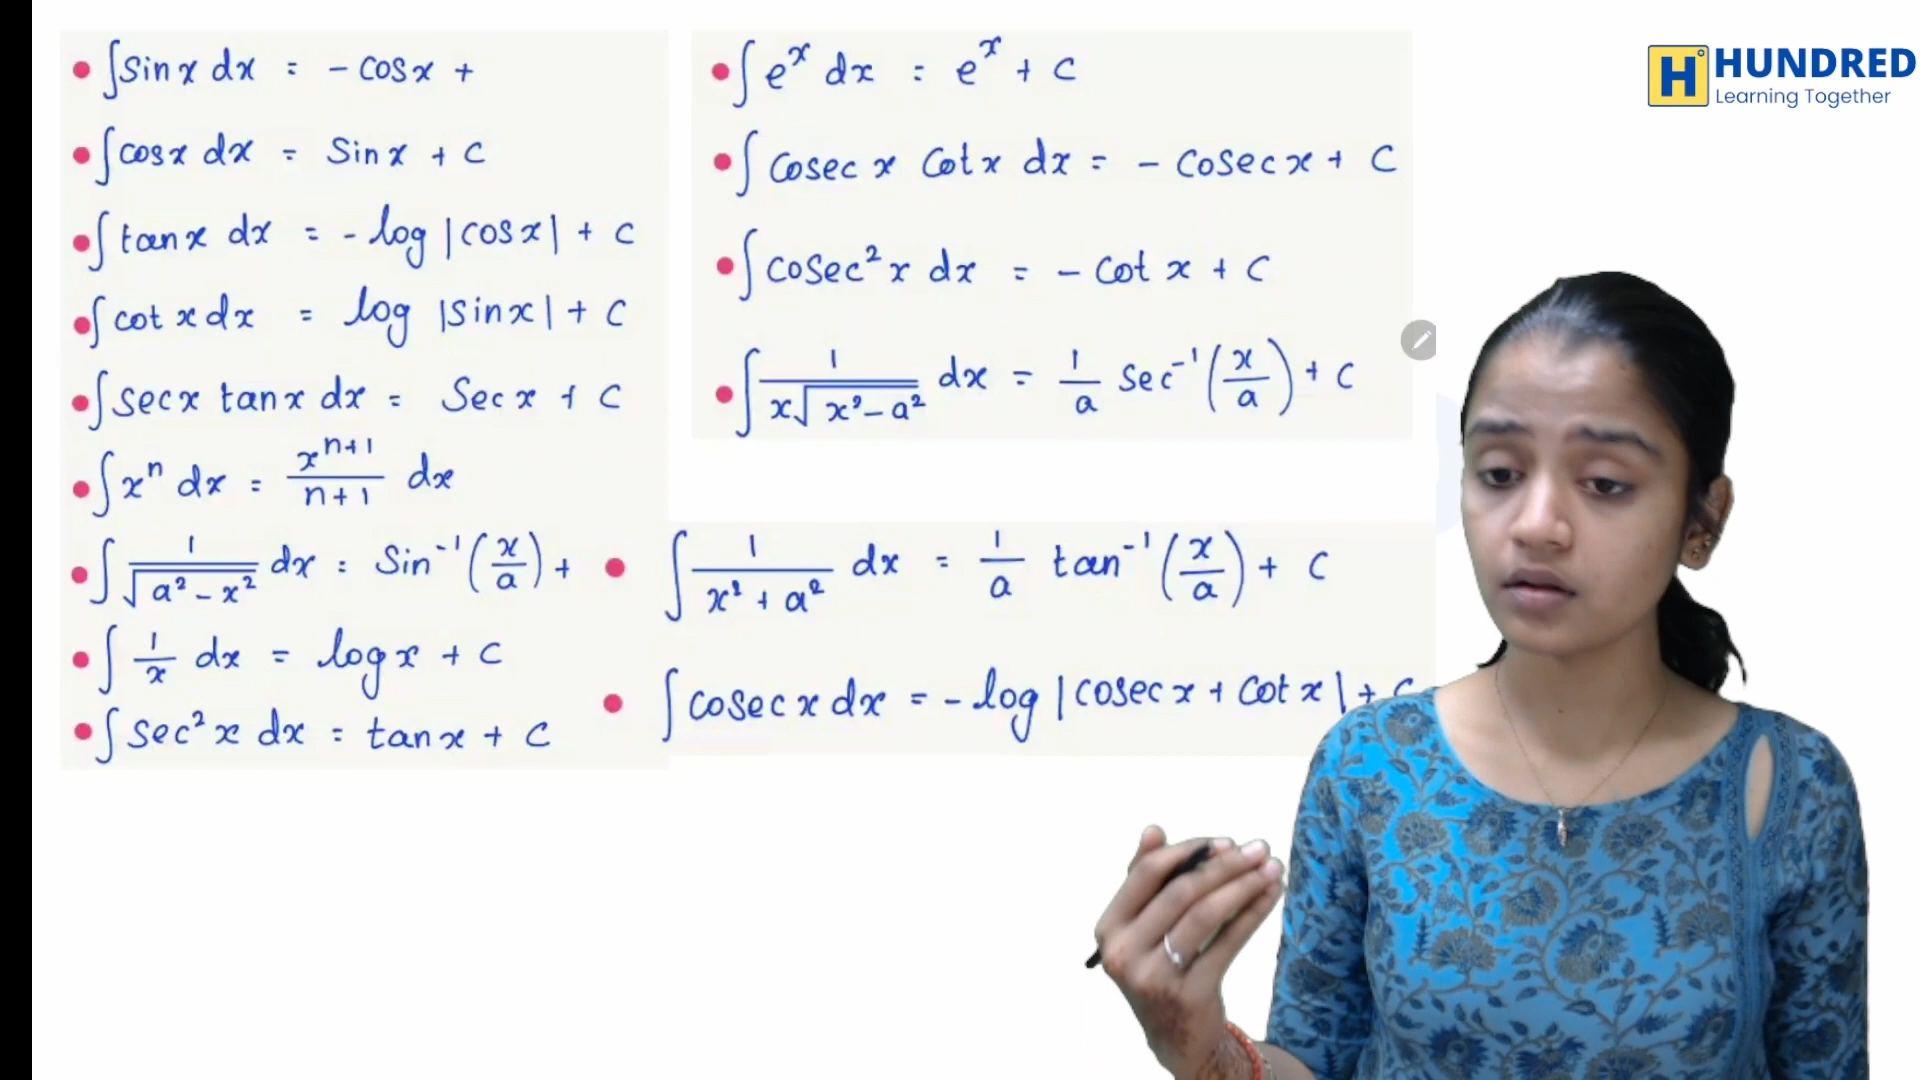 ∫sin x dx = - cos x +
∫cos x dx = Sin x + C
∫tan x dx = - log |cos x| + C
∫cot x dx = log |sin x| + C
∫sec x tan x dx = Sec x + C
∫xⁿ dx = xⁿ⁺¹/n+1 dx
∫1/√(a² - x²) dx = Sin⁻¹(x/a) +
∫1/x dx = log x + C
∫sec² x dx = tan x + C
∫eˣ dx = eˣ + C
∫Cosec x Cot x dx = - Cosec x + C
∫Cosec² x dx = - Cot x + C
∫1/(x√(x² - a²)) dx = 1/a Sec⁻¹(x/a) + C
∫1/(x² + a²) dx = 1/a tan⁻¹(x/a) + C
∫Cosec x dx = - log |Cosec x + Cot x| + C
H HUNDRED
Learning Together